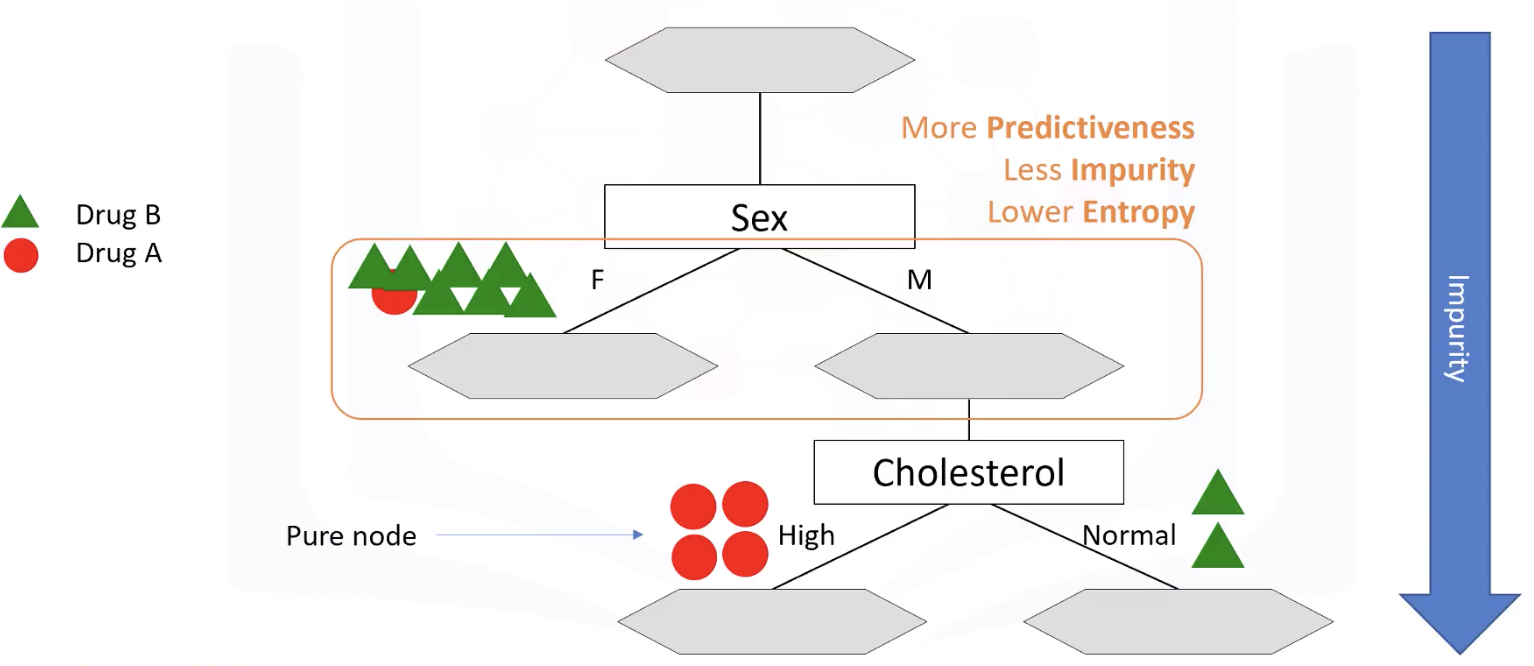 More Predictiveness
Less Impurity
Lower Entropy
Drug B
Drug A
Sex
F
M
Impurity
Cholesterol
Pure node
High
Normal